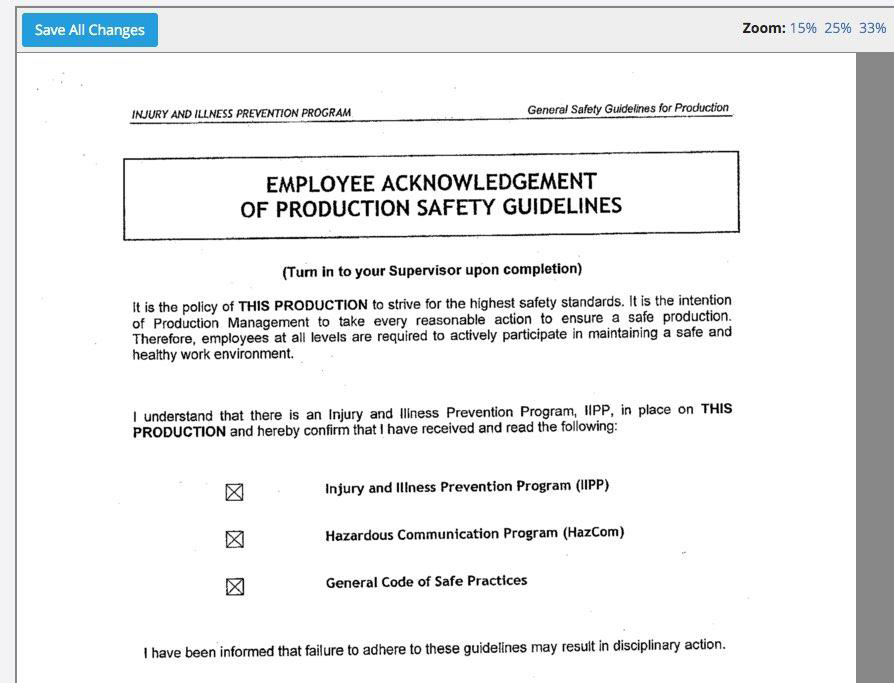 Save All Changes
Zoom: 15% 25% 33%
INJURY AND ILLNESS PREVENTION PROGRAM
General Safety Guidelines for Production
EMPLOYEE ACKNOWLEDGEMENT
OF PRODUCTION SAFETY GUIDELINES
(Turn in to your Supervisor upon completion)
It is the policy of THIS PRODUCTION to strive for the highest safety standards. It is the intention
of Production Management to take every reasonable action to ensure a safe production.
Therefore, employees at all levels are required to actively participate in maintaining a safe and
healthy work environment.
I understand that there is an Injury and Illness Prevention Program, IIPP, in place on THIS
PRODUCTION and hereby confirm that I have received and read the following:
Injury and Illness Prevention Program (IIPP)
Hazardous Communication Program (HazCom)
General Code of Safe Practices
I have been informed that failure to adhere to these guidelines may result in disciplinary action.